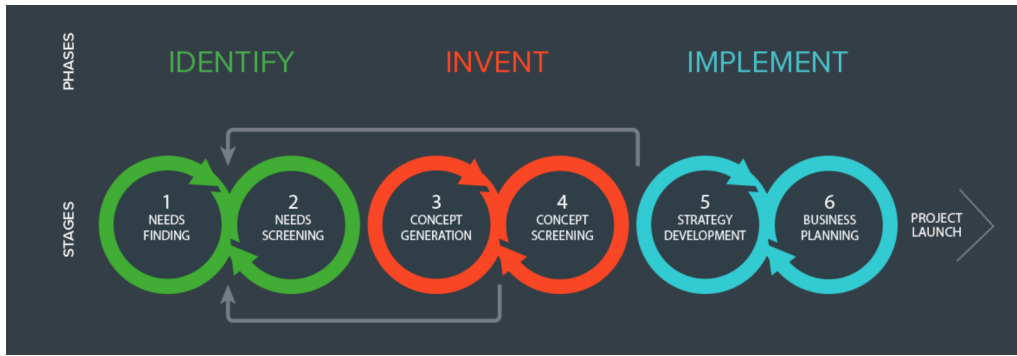 PHASES
IDENTIFY
INVENT
IMPLEMENT
STAGES
1
NEEDS
FINDING
2
NEEDS
SCREENING
3
CONCEPT
GENERATION
4
CONCEPT
SCREENING
5
STRATEGY
DEVELOPMENT
6
BUSINESS
PLANNING
PROJECT
LAUNCH